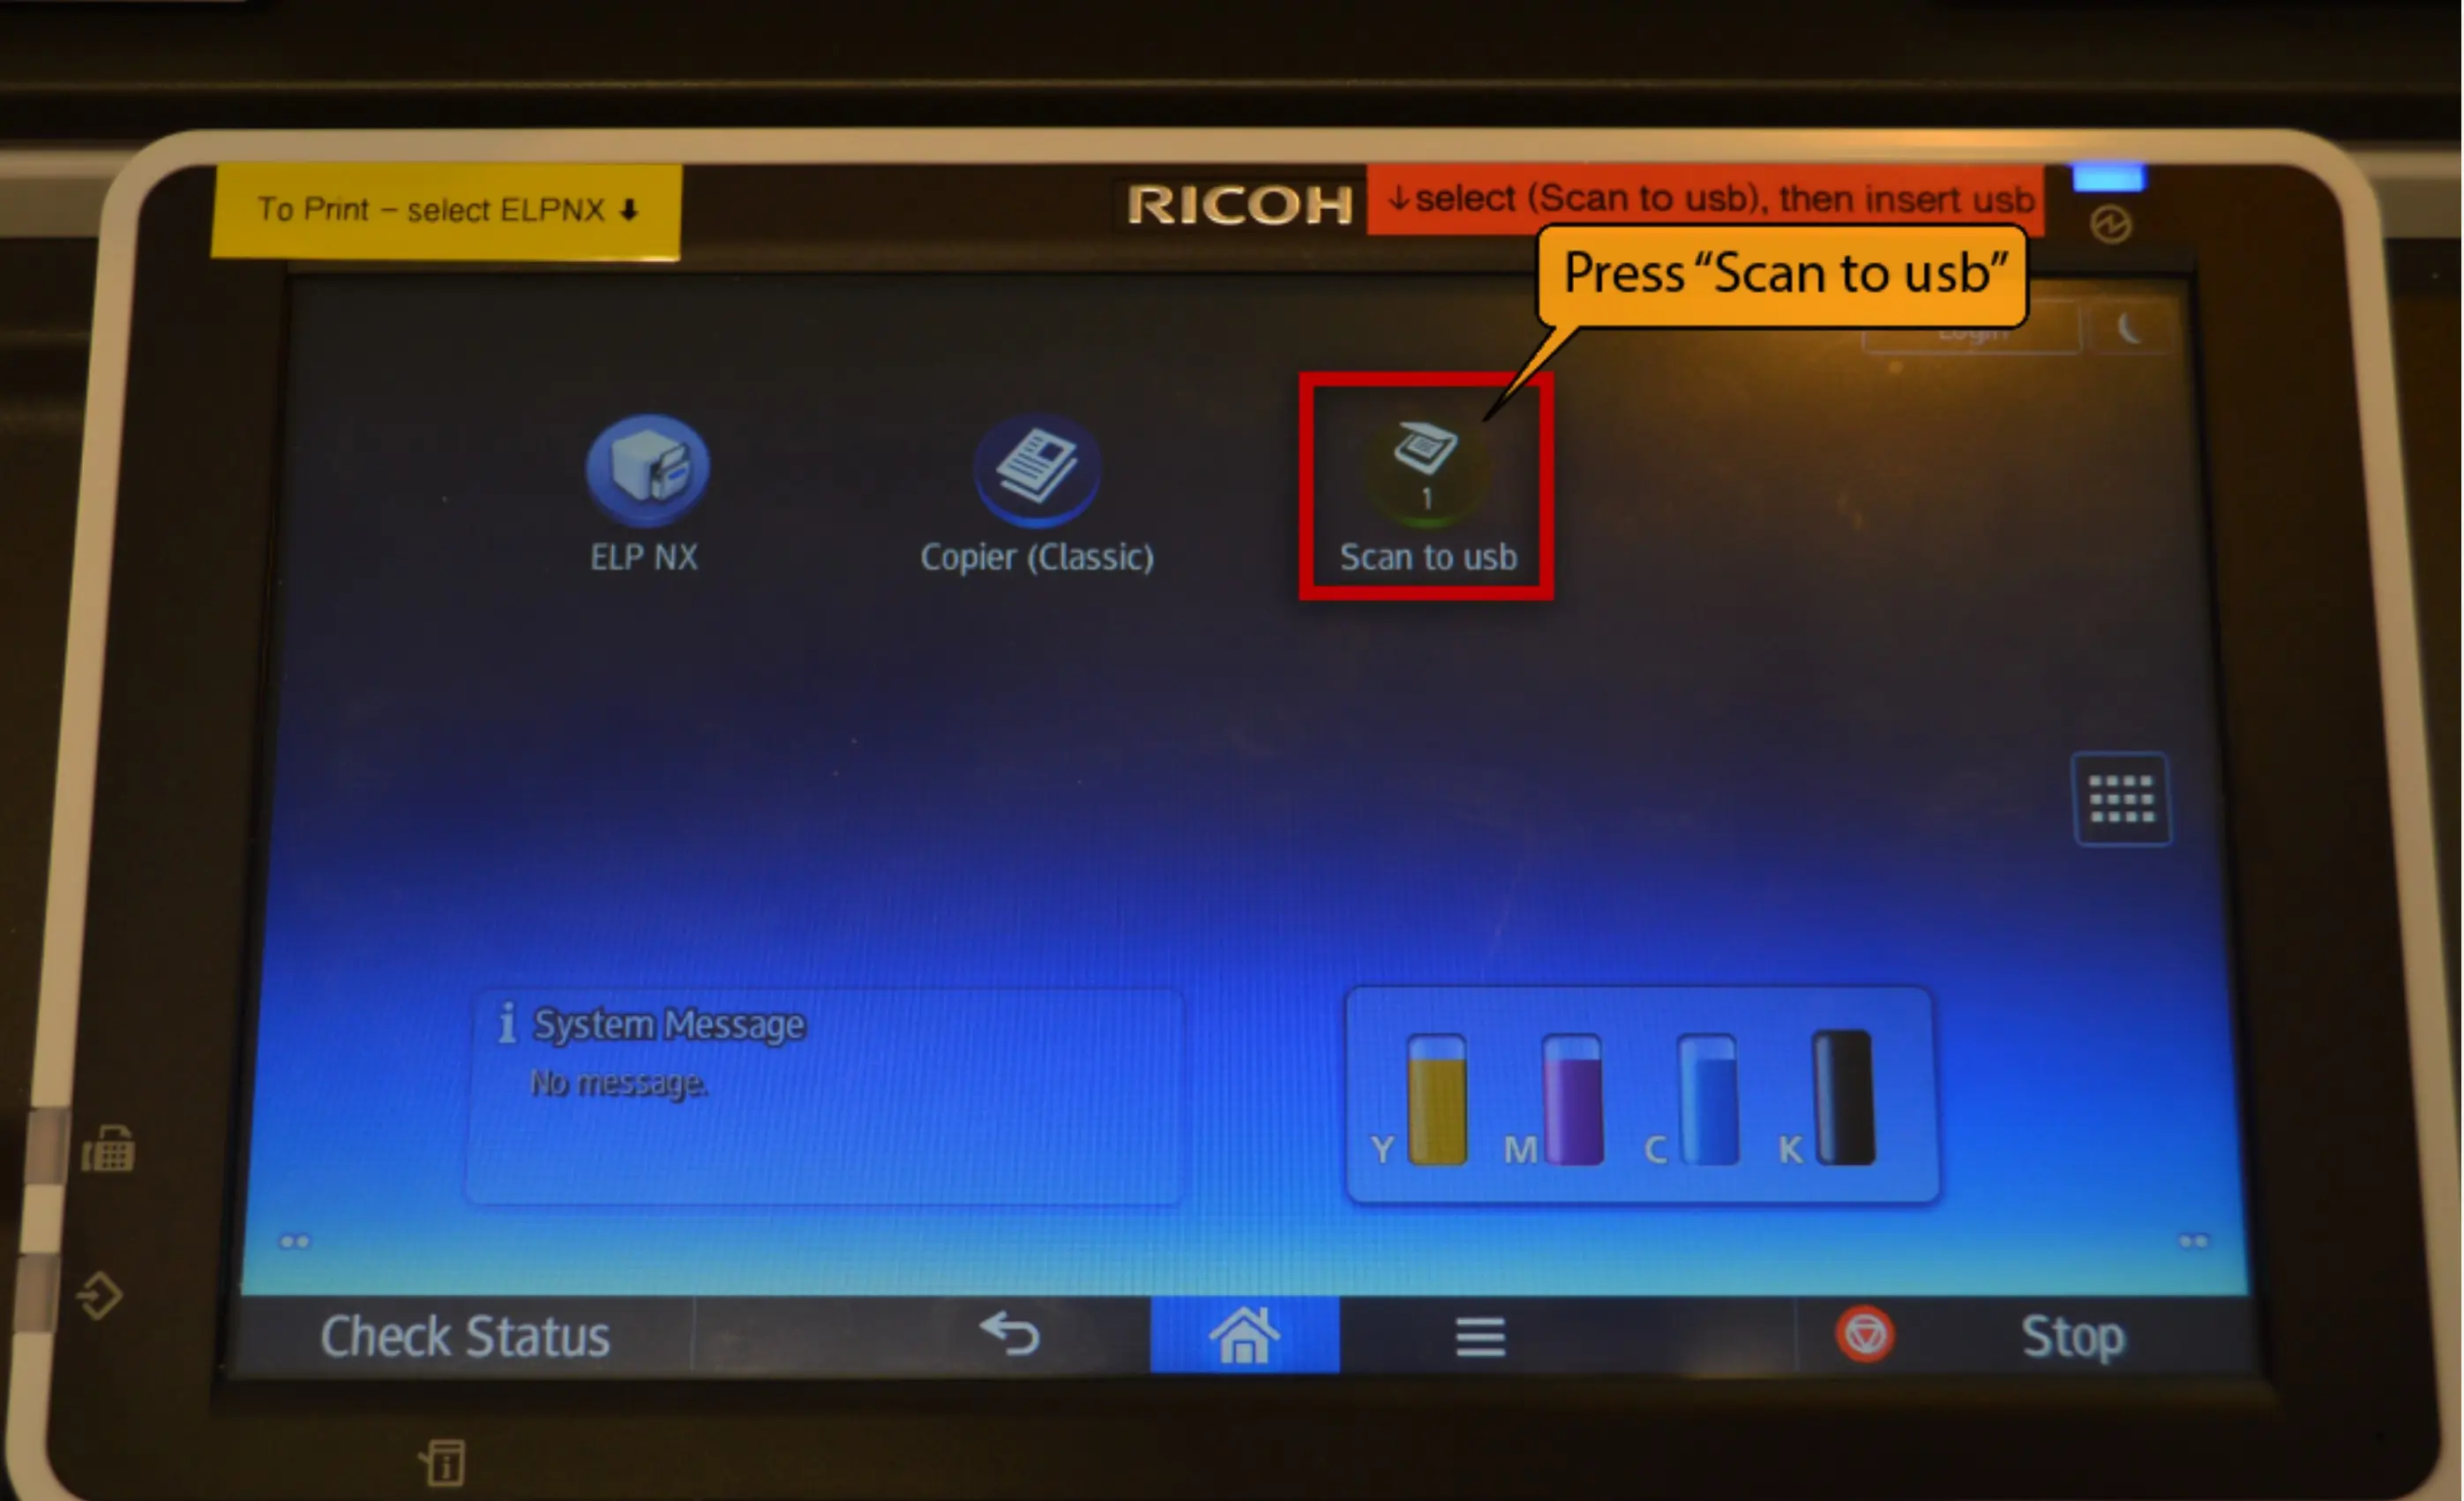 To Print – select ELPNX ⬇
RICOH
↓select (Scan to usb), then insert usb
Press “Scan to usb”
Login
ELP NX
Copier (Classic)
1
Scan to usb
i System Message
No message.
Y M C K
Check Status
Stop
i